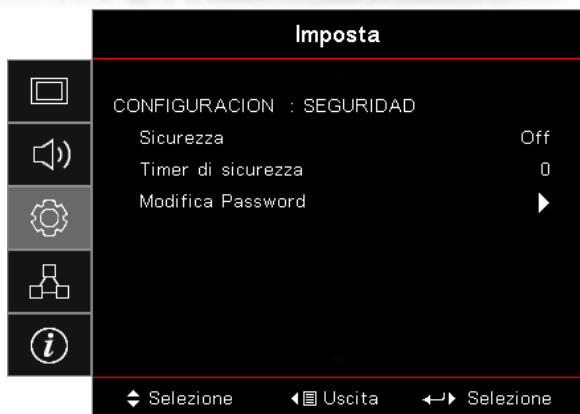 Imposta
CONFIGURACION : SEGURIDAD
Sicurezza Off
Timer di sicurezza 0
Modifica Password
Selezione Uscita Selezione